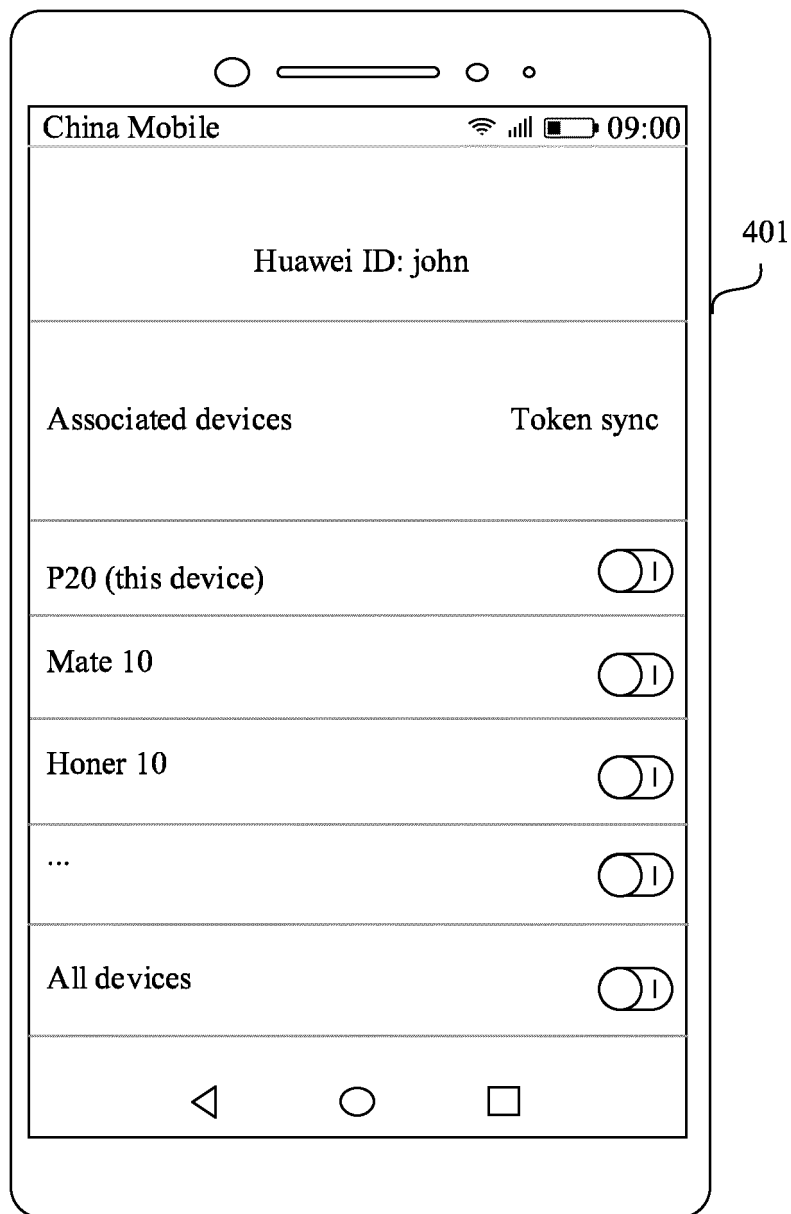 China Mobile 09:00
401
Huawei ID: john
Associated devices Token sync
P20 (this device)
Mate 10
Honer 10
...
All devices